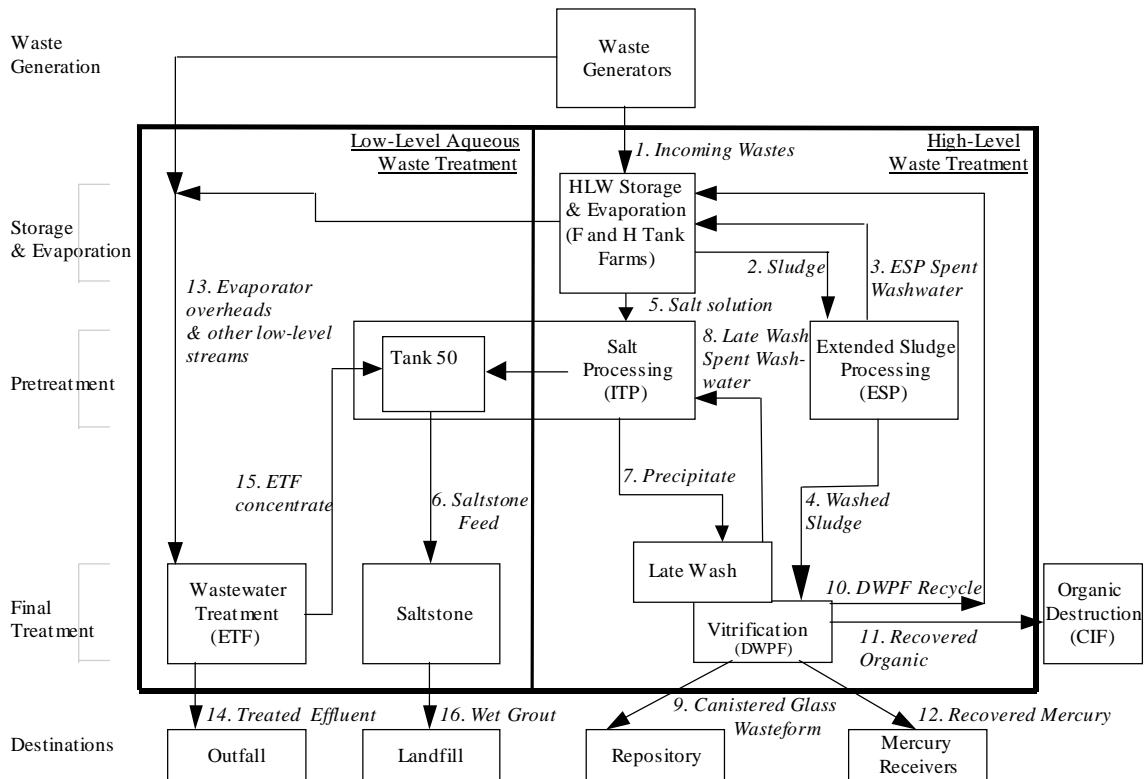 Waste
Generation
Waste
Generators
Low-Level Aqueous
Waste Treatment
High-Level
Waste Treatment
1. Incoming Wastes
Storage
& Evaporation
HLW Storage
& Evaporation
(F and H Tank
Farms)
2. Sludge
3. ESP Spent
Washwater
13. Evaporator
overheads
& other low-level
streams
5. Salt solution
8. Late Wash
Spent Wash-
water
Pretreatment
Tank 50
Salt
Processing
(ITP)
Extended Sludge
Processing
(ESP)
15. ETF
concentrate
6. Saltstone
Feed
7. Precipitate
4. Washed
Sludge
Final
Treatment
Wastewater
Treatment
(ETF)
Saltstone
Late Wash
Vitrification
(DWPF)
10. DWPF Recycle
11. Recovered
Organic
Organic
Destruction
(CIF)
14. Treated Effluent
16. Wet Grout
9. Canistered Glass
Wasteform
12. Recovered Mercury
Destinations
Outfall
Landfill
Repository
Mercury
Receivers